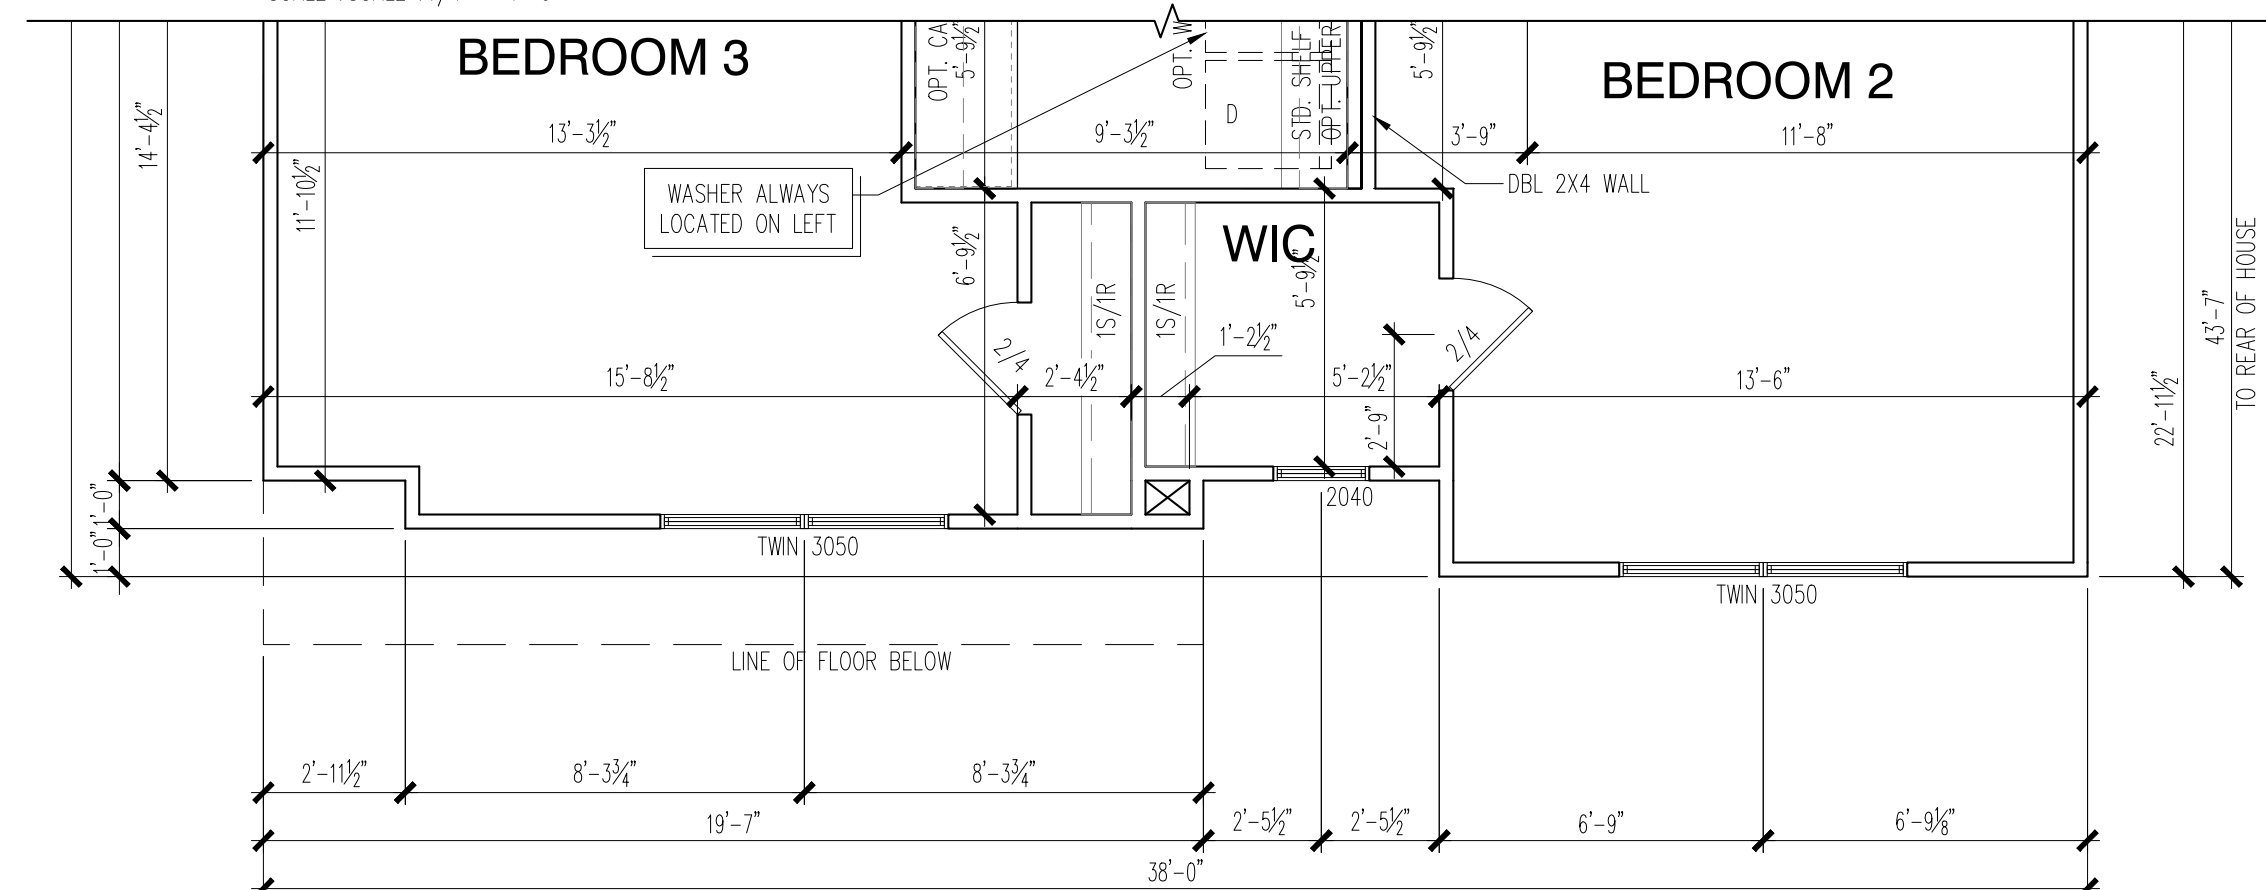 BEDROOM 3
BEDROOM 2
OPT. CA
5'-9½"
OPT. W
D
STD. SHELF
OPT. UPPER
5'-9½"
14'-4½"
13'-3½"
9'-3½"
3'-9"
11'-8"
11'-10½"
WASHER ALWAYS
LOCATED ON LEFT
DBL 2X4 WALL
WIC
6'-9½"
5'-9½"
1S/1R
1S/1R
1'-2½"
2/4
2/4
43'-7"
TO REAR OF HOUSE
15'-8½"
2'-4½"
5'-2½"
13'-6"
2'-9"
22'-11½"
1'-0"
1'-0"
2040
TWIN 3050
TWIN 3050
LINE OF FLOOR BELOW
2'-11½"
8'-3¾"
8'-3¾"
19'-7"
2'-5½"
2'-5½"
6'-9"
6'-9⅛"
38'-0"